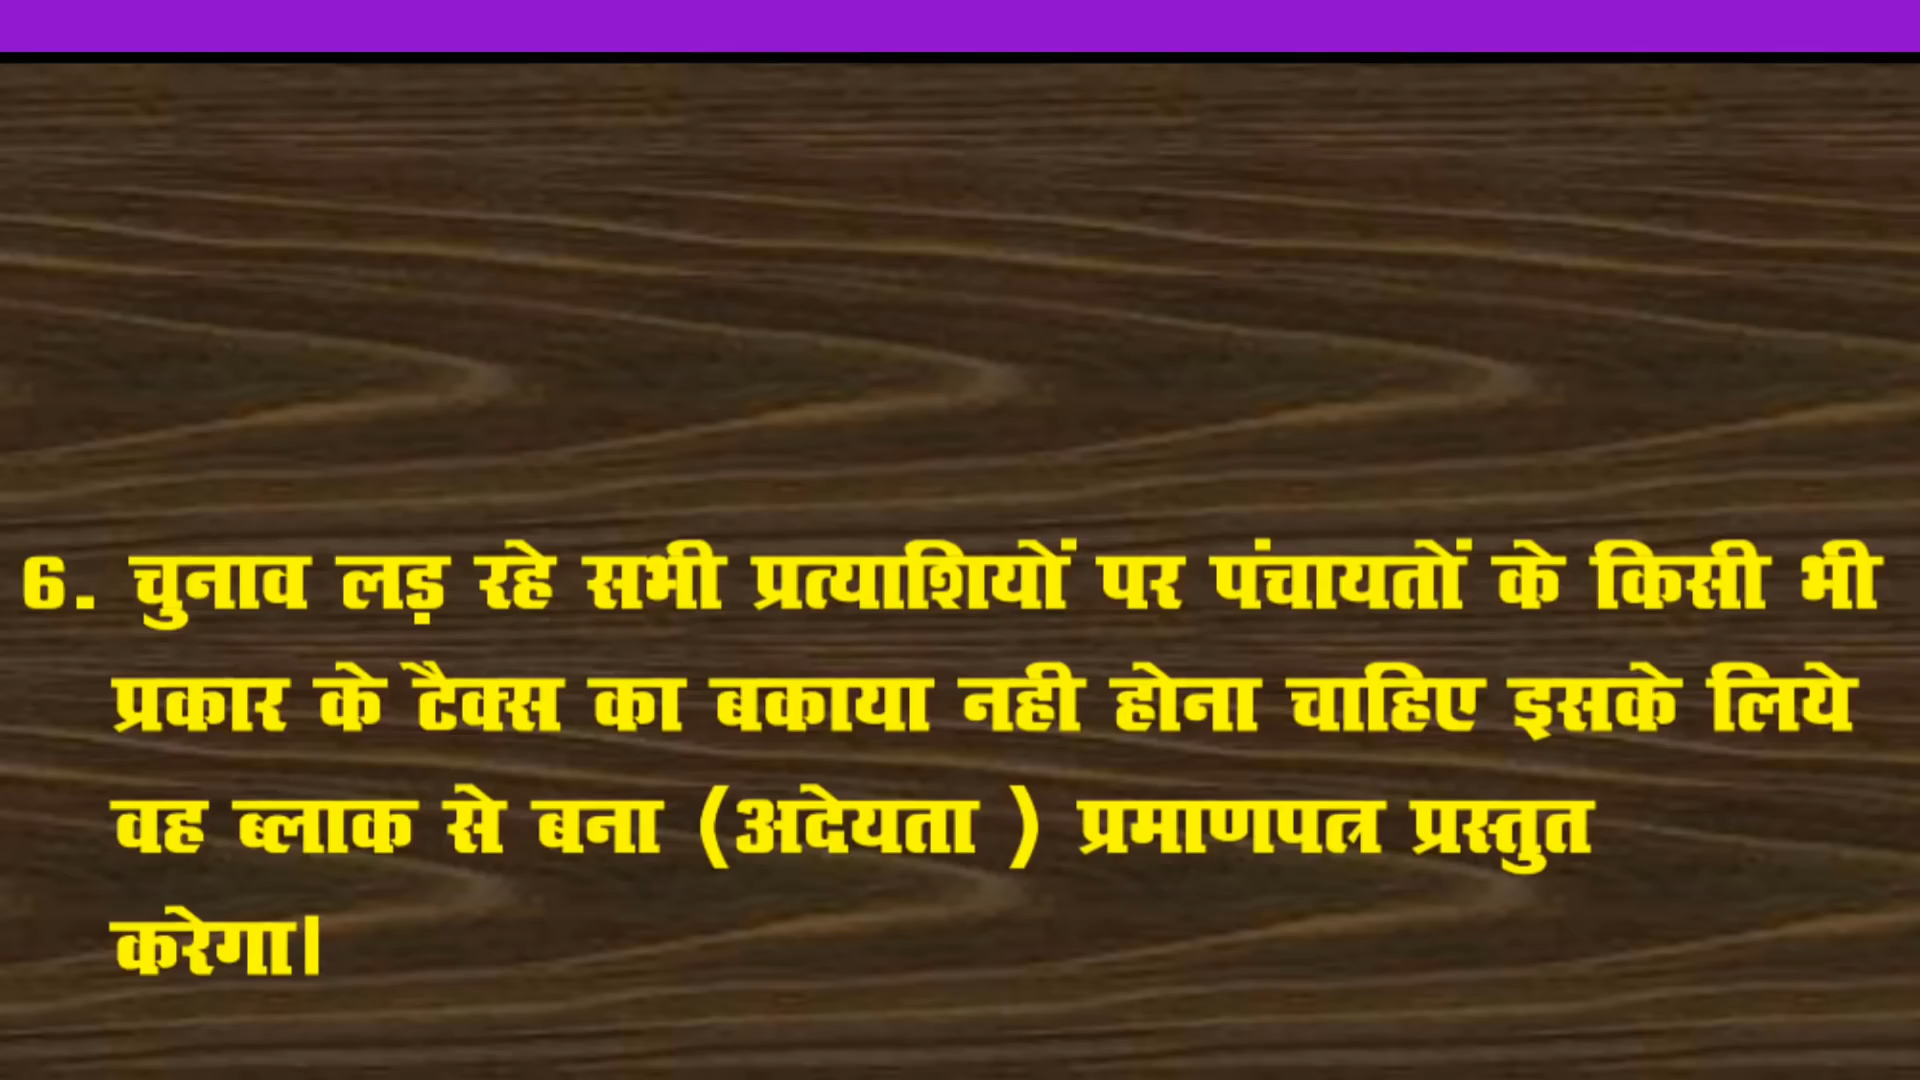 6. चुनाव लड़ रहे सभी प्रत्याशियों पर पंचायतों के किसी भी
प्रकार के टैक्स का बकाया नही होना चाहिए इसके लिये
वह ब्लाक से बना (अदेयता ) प्रमाणपत्र प्रस्तुत
करेगा।